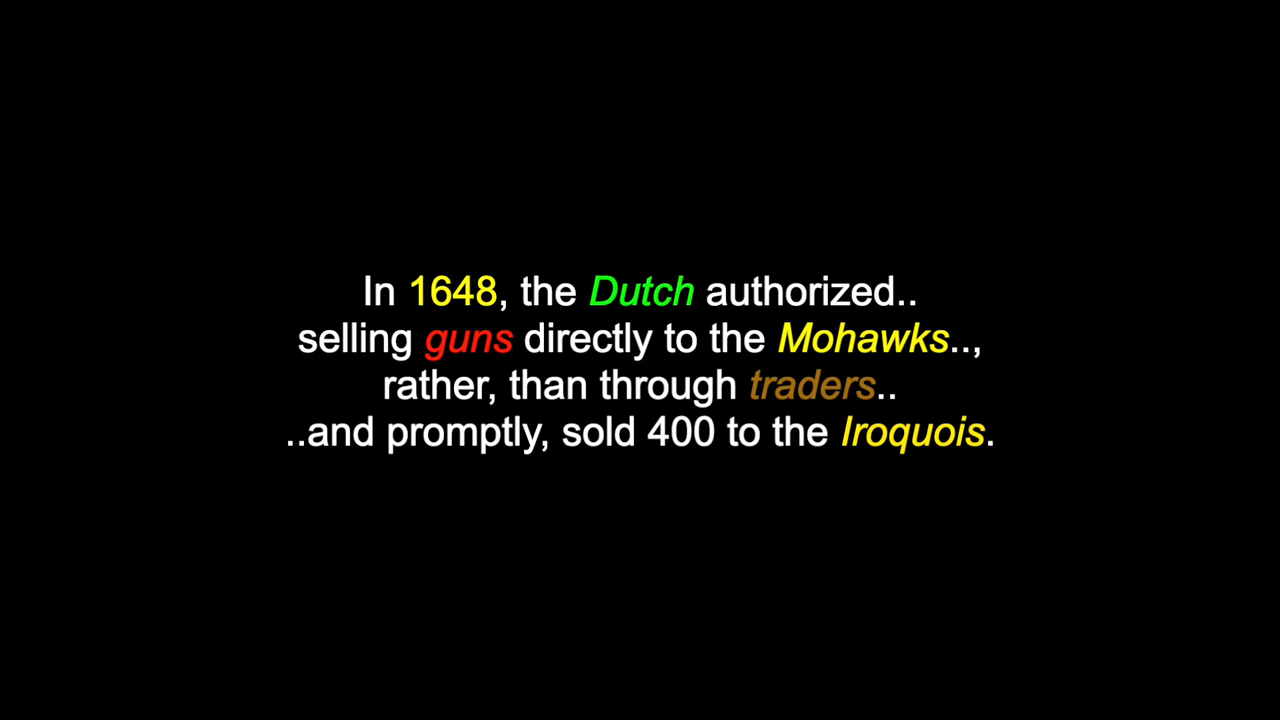 In 1648, the Dutch authorized..
selling guns directly to the Mohawks..,
rather, than through traders..
..and promptly, sold 400 to the Iroquois.